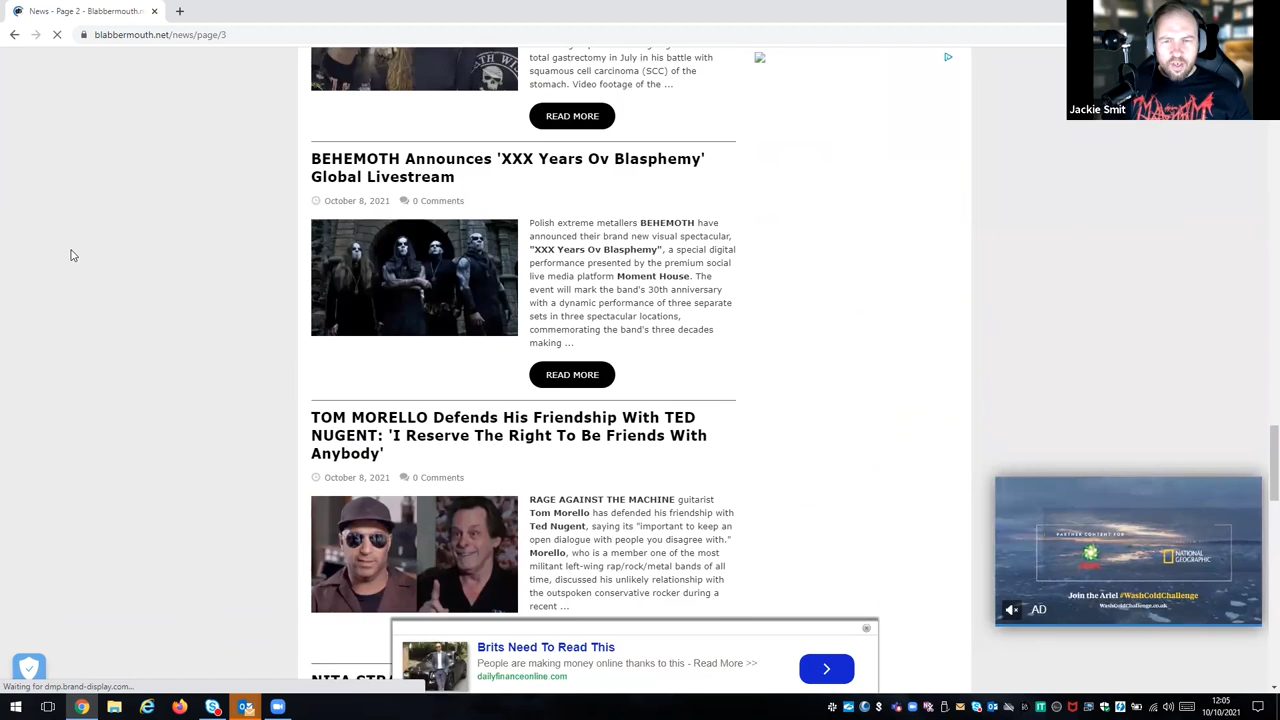 News - Page 2 - Blabbermouth.n
blabbermouth.net/news/page/3
total gastrectomy in July in his battle with
squamous cell carcinoma (SCC) of the
stomach. Video footage of the ...
READ MORE
BEHEMOTH Announces 'XXX Years Ov Blasphemy'
Global Livestream
October 8, 2021 0 Comments
Polish extreme metallers BEHEMOTH have
announced their brand new visual spectacular,
"XXX Years Ov Blasphemy", a special digital
performance presented by the premium social
live media platform Moment House. The
event will mark the band's 30th anniversary
with a dynamic performance of three separate
sets in three spectacular locations,
commemorating the band's three decades
making ...
READ MORE
TOM MORELLO Defends His Friendship With TED
NUGENT: 'I Reserve The Right To Be Friends With
Anybody'
October 8, 2021 0 Comments
RAGE AGAINST THE MACHINE guitarist
Tom Morello has defended his friendship with
Ted Nugent, saying its "important to keep an
open dialogue with people you disagree with."
Morello, who is a member one of the most
militant left-wing rap/rock/metal bands of all
time, discussed his unlikely relationship with
the outspoken conservative rocker during a
recent ...
Brits Need To Read This
People are making money online thanks to this - Read More >>
dailyfinanceonline.com
Jackie Smit
MAYHEM
PARTNER CONTENT FOR
NATIONAL
GEOGRAPHIC
Join the Ariel #WashColdChallenge
WashColdChallenge.co.uk
AD
Waiting for dmp.brand-display.com...
12:05
10/10/2021